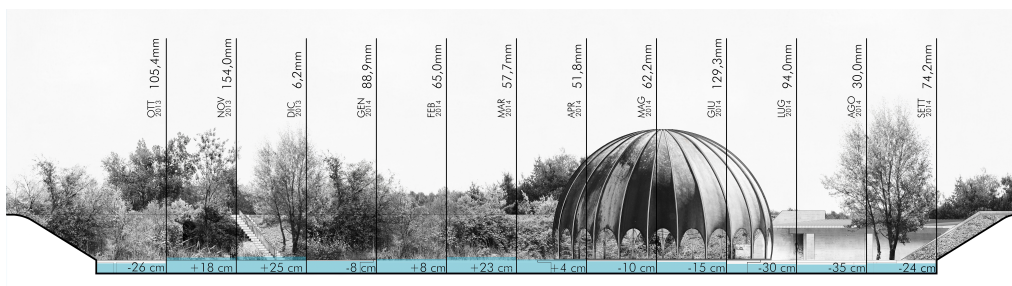 OTT 2013 105,4mm
NOV 2013 154,0mm
DIC 2013 6,2mm
GEN 2014 88,9mm
FEB 2014 65,0mm
MAR 2014 57,7mm
APR 2014 51,8mm
MAG 2014 62,2mm
GIU 2014 129,3mm
LUG 2014 94,0mm
AGO 2014 30,0mm
SETT 2014 74,2mm
-26 cm
+18 cm
+25 cm
-8 cm
+8 cm
+23 cm
+4 cm
-10 cm
-15 cm
-30 cm
-35 cm
-24 cm